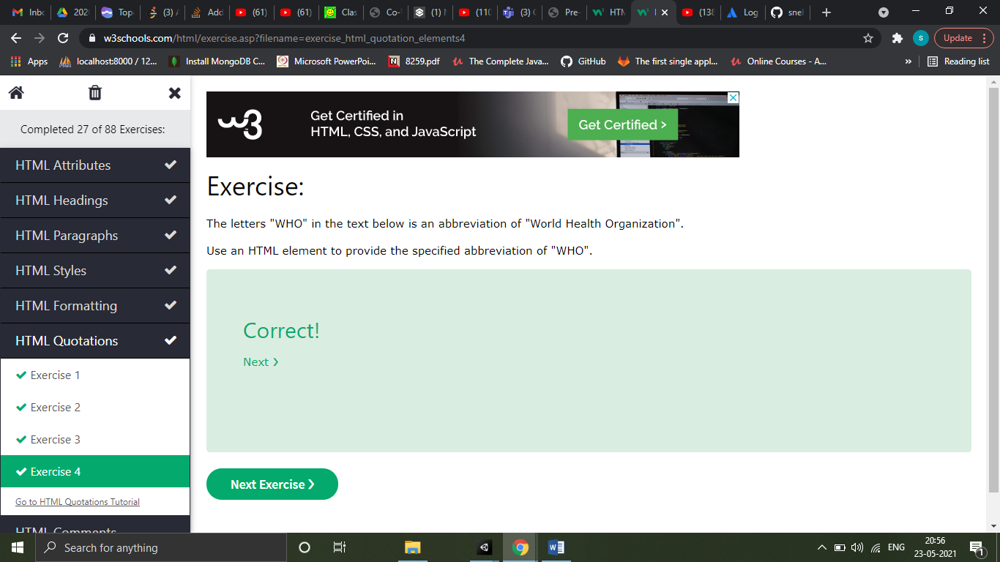 Inbo
202
Top
(3) A
Add
(61)
(61)
Clas
Co-
(1) N
(110
(3) C
Pre-
HTM
(138
Log
snel
w3schools.com/html/exercise.asp?filename=exercise_html_quotation_elements4
S
Update
Apps
localhost:8000 / 12...
Install MongoDB C...
Microsoft PowerPoi...
8259.pdf
The Complete Java...
GitHub
The first single appl...
Online Courses - A...
»
Reading list
Completed 27 of 88 Exercises:
HTML Attributes
HTML Headings
HTML Paragraphs
HTML Styles
HTML Formatting
HTML Quotations
Exercise 1
Exercise 2
Exercise 3
Exercise 4
Go to HTML Quotations Tutorial
HTML Comments
w3
Get Certified in
HTML, CSS, and JavaScript
Get Certified >
Exercise:
The letters "WHO" in the text below is an abbreviation of "World Health Organization".
Use an HTML element to provide the specified abbreviation of "WHO".
Correct!
Next ❯
Next Exercise ❯
Search for anything
ENG
20:56
23-05-2021
1